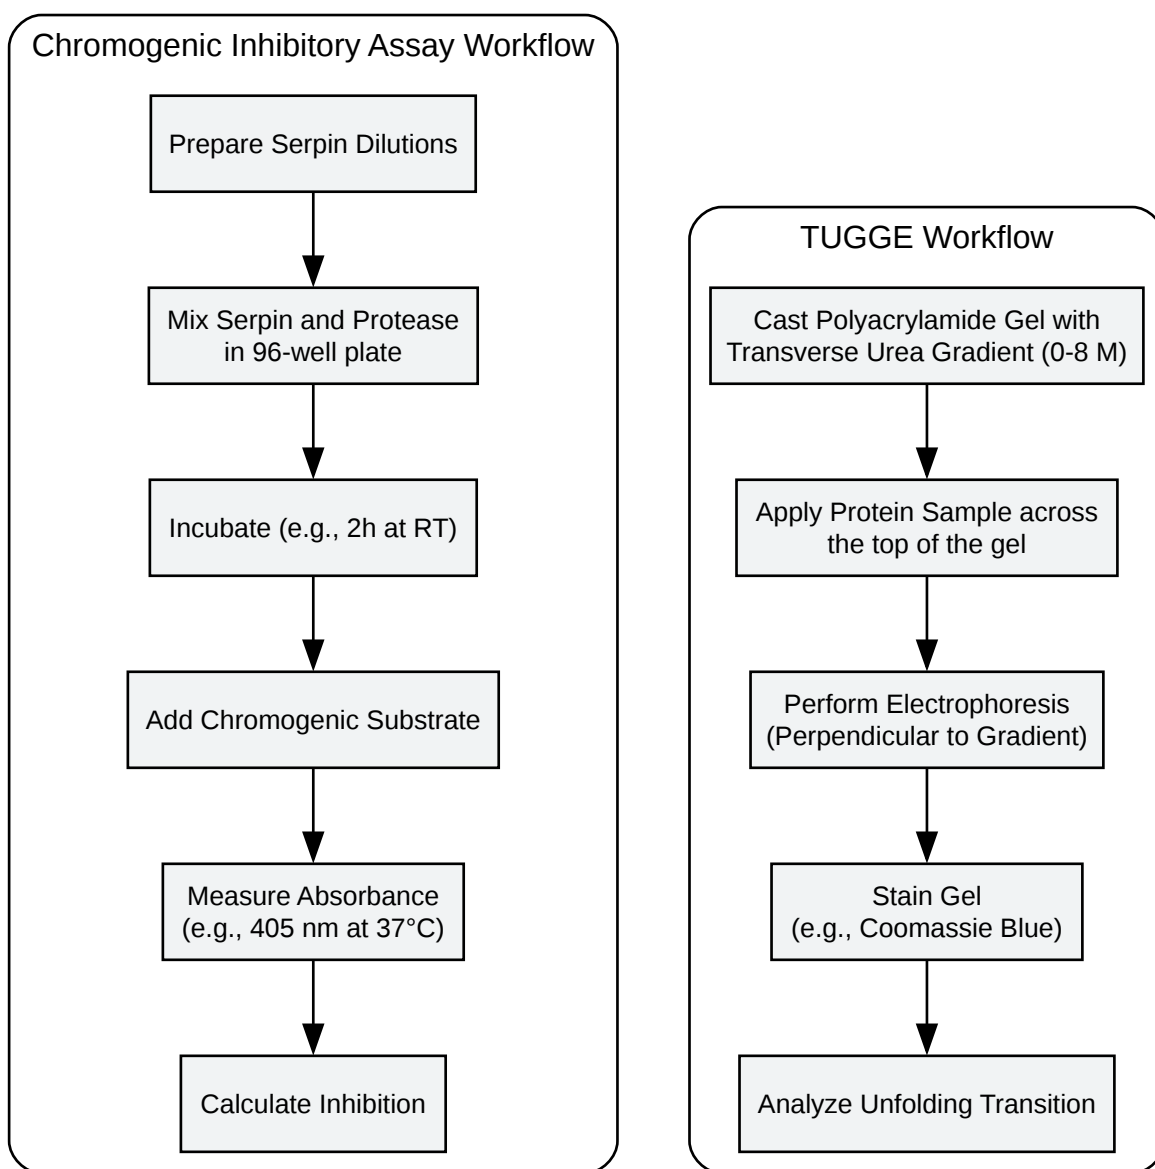 Chromogenic Inhibitory Assay Workflow
Prepare Serpin Dilutions
Mix Serpin and Protease
in 96-well plate
Incubate (e.g., 2h at RT)
Add Chromogenic Substrate
Measure Absorbance
(e.g., 405 nm at 37°C)
Calculate Inhibition
TUGGE Workflow
Cast Polyacrylamide Gel with
Transverse Urea Gradient (0-8 M)
Apply Protein Sample across
the top of the gel
Perform Electrophoresis
(Perpendicular to Gradient)
Stain Gel
(e.g., Coomassie Blue)
Analyze Unfolding Transition